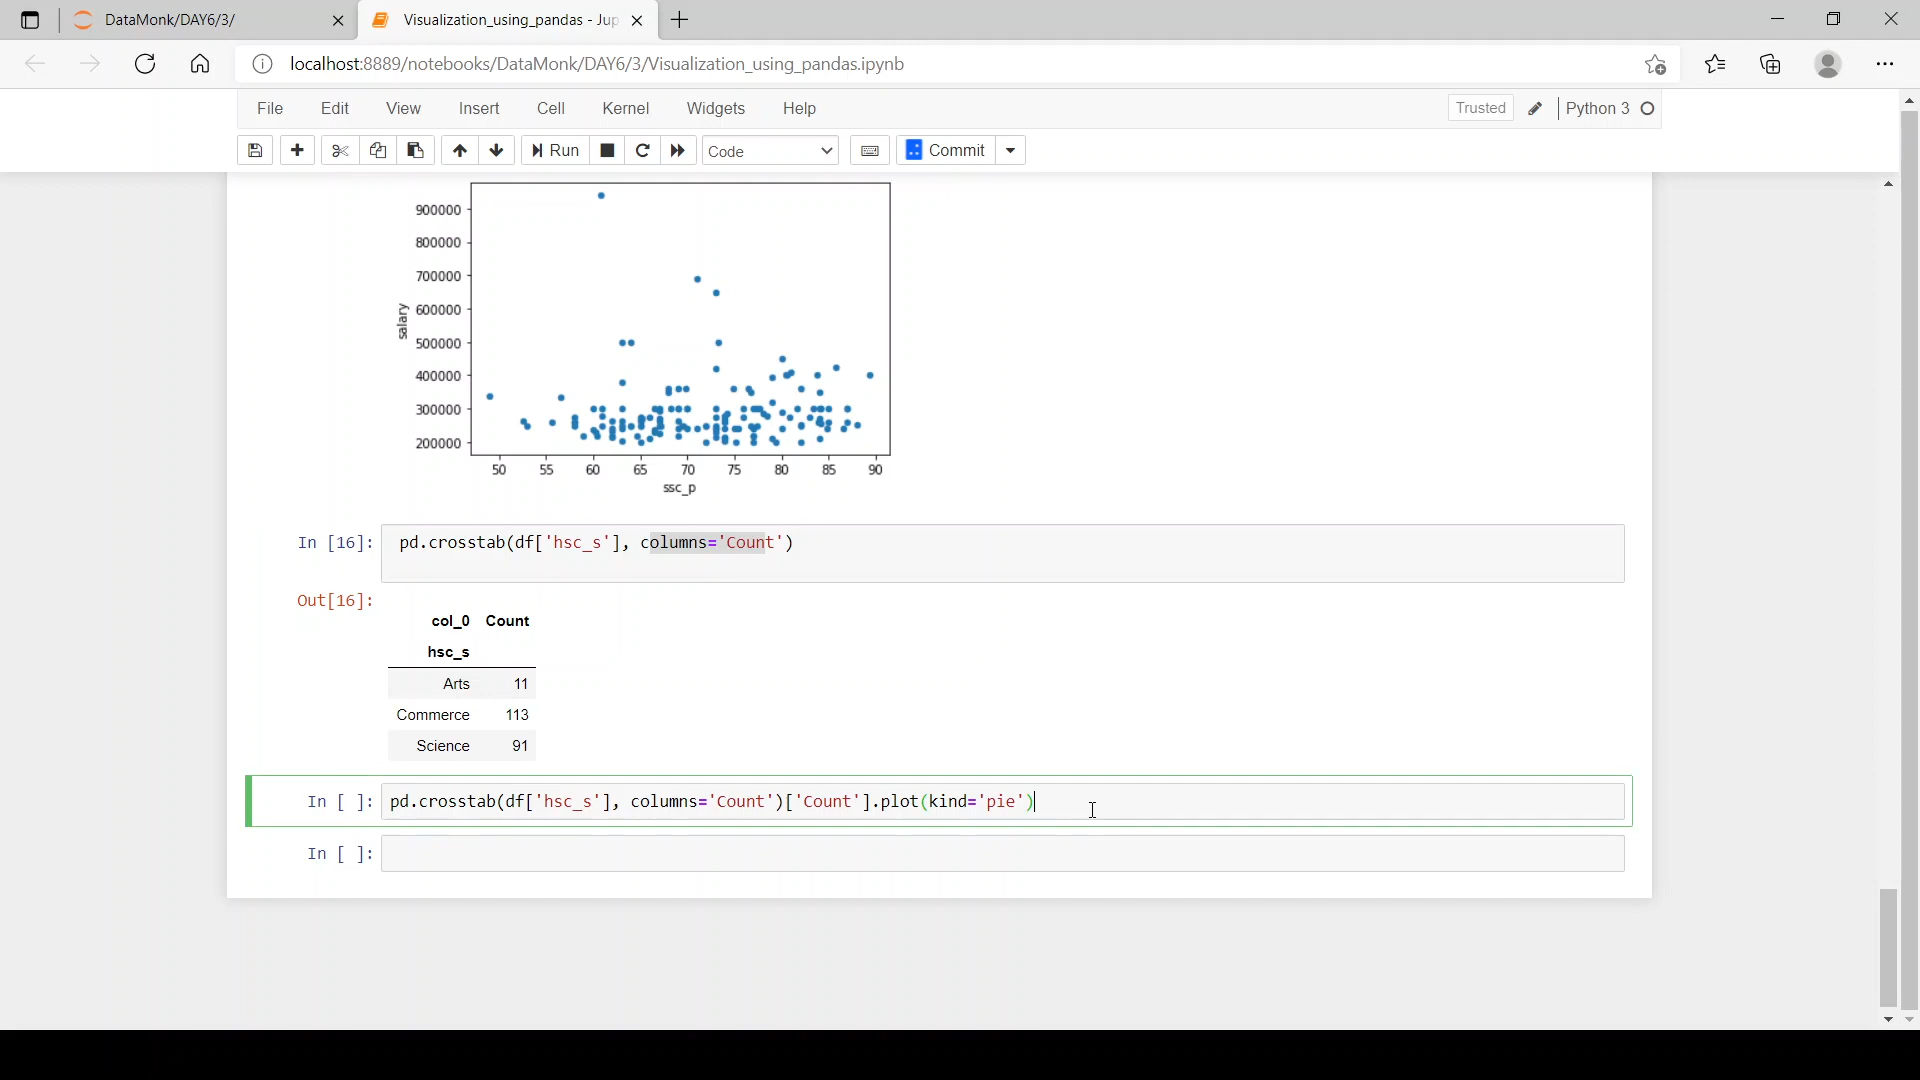 DataMonk/DAY6/3/
Visualization_using_pandas - Jup
localhost:8889/notebooks/DataMonk/DAY6/3/Visualization_using_pandas.ipynb
File Edit View Insert Cell Kernel Widgets Help Trusted Python 3
Run Code Commit
900000
800000
700000
600000
500000
400000
300000
200000
salary
50 55 60 65 70 75 80 85 90
ssc_p
In [16]: pd.crosstab(df['hsc_s'], columns='Count')
Out[16]:
col_0 Count
hsc_s
Arts 11
Commerce 113
Science 91
In [ ]: pd.crosstab(df['hsc_s'], columns='Count')['Count'].plot(kind='pie')
In [ ]: